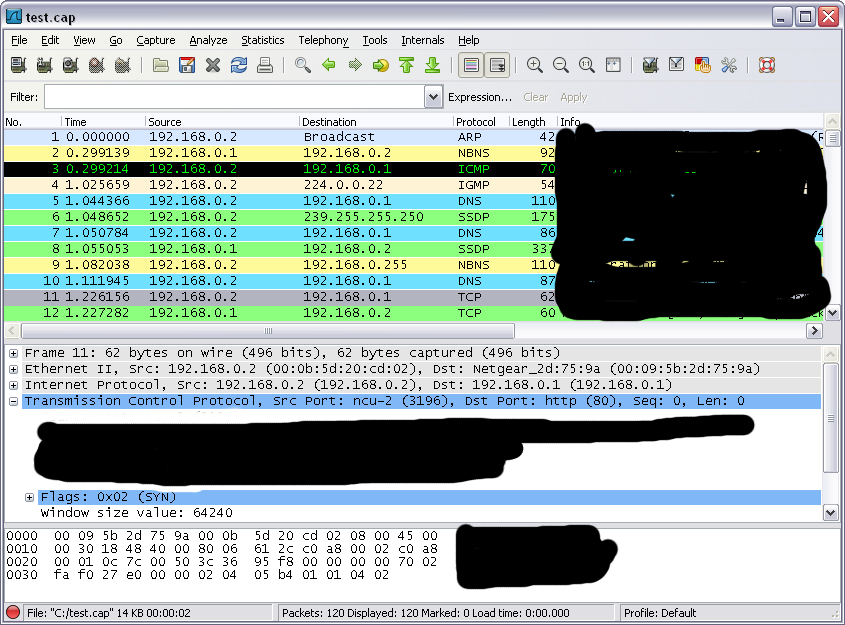 test.cap
File Edit View Go Capture Analyze Statistics Telephony Tools Internals Help
Filter: Expression... Clear Apply
No. Time Source Destination Protocol Length Info
1 0.000000 192.168.0.2 Broadcast ARP 42
2 0.299139 192.168.0.1 192.168.0.2 NBNS 92
3 0.299214 192.168.0.2 192.168.0.1 ICMP 70
4 1.025659 192.168.0.2 224.0.0.22 IGMP 54
5 1.044366 192.168.0.2 192.168.0.1 DNS 110
6 1.048652 192.168.0.2 239.255.255.250 SSDP 175
7 1.050784 192.168.0.2 192.168.0.1 DNS 86
8 1.055053 192.168.0.1 192.168.0.2 SSDP 337
9 1.082038 192.168.0.2 192.168.0.255 NBNS 110
10 1.111945 192.168.0.2 192.168.0.1 DNS 87
11 1.226156 192.168.0.2 192.168.0.1 TCP 62
12 1.227282 192.168.0.1 192.168.0.2 TCP 60
Frame 11: 62 bytes on wire (496 bits), 62 bytes captured (496 bits)
Ethernet II, Src: 192.168.0.2 (00:0b:5d:20:cd:02), Dst: Netgear_2d:75:9a (00:09:5b:2d:75:9a)
Internet Protocol, Src: 192.168.0.2 (192.168.0.2), Dst: 192.168.0.1 (192.168.0.1)
Transmission Control Protocol, Src Port: ncu-2 (3196), Dst Port: http (80), Seq: 0, Len: 0
Flags: 0x02 (SYN)
Window size value: 64240
0000 00 09 5b 2d 75 9a 00 0b 5d 20 cd 02 08 00 45 00
0010 00 30 18 48 40 00 80 06 61 2c c0 a8 00 02 c0 a8
0020 00 01 0c 7c 00 50 3c 36 95 f8 00 00 00 00 70 02
0030 fa f0 27 e0 00 00 02 04 05 b4 01 01 04 02
File: "C:/test.cap" 14 KB 00:00:02 Packets: 120 Displayed: 120 Marked: 0 Load time: 0:00.000 Profile: Default